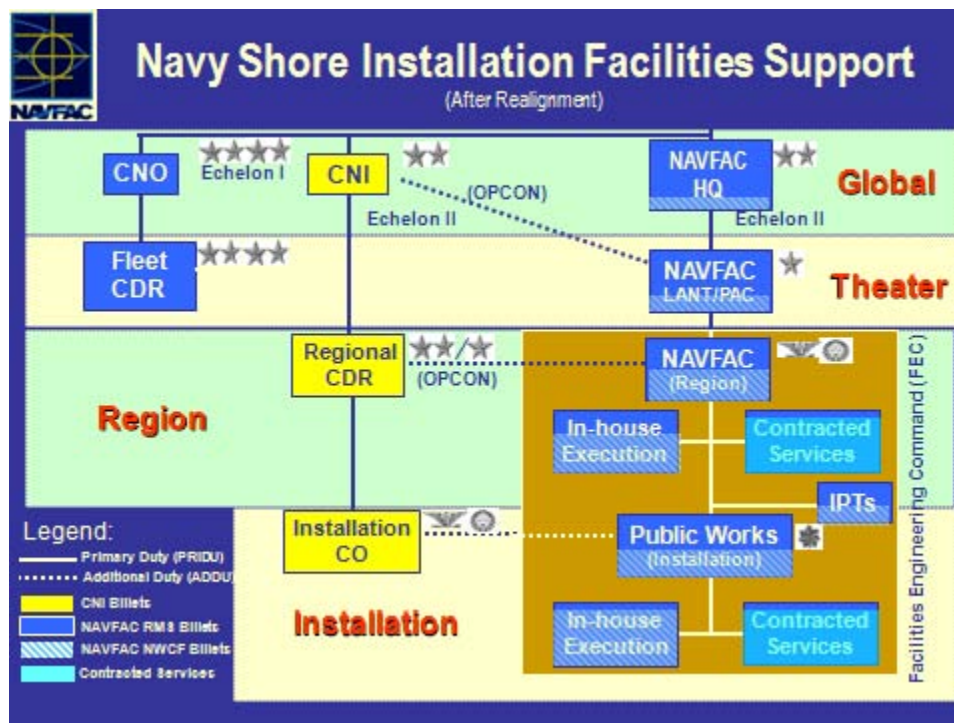 NAVFAC
Navy Shore Installation Facilities Support
(After Realignment)
CNO
Echelon I
CNI
(OPCON)
Echelon II
NAVFAC
HQ
Echelon II
Global
Fleet
CDR
NAVFAC
LANT/PAC
Theater
Regional
CDR
/
(OPCON)
NAVFAC
(Region)
Region
In-house
Execution
Contracted
Services
IPTs
Installation
CO
Public Works
(Installation)
Installation
In-house
Execution
Contracted
Services
Facilities Engineering Command (FEC)
Legend:
Primary Duty (PRIDU)
Additional Duty (ADDU)
CNI Billets
NAVFAC RMS Billets
NAVFAC NWCF Billets
Contracted Services